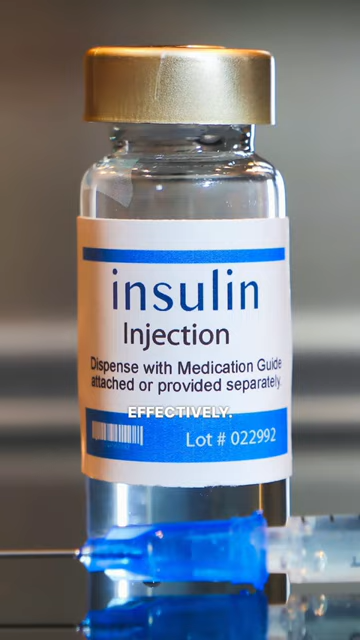 insulin
Injection
Dispense with Medication Guide
attached or provided separately.
EFFECTIVELY.
Lot # 022992